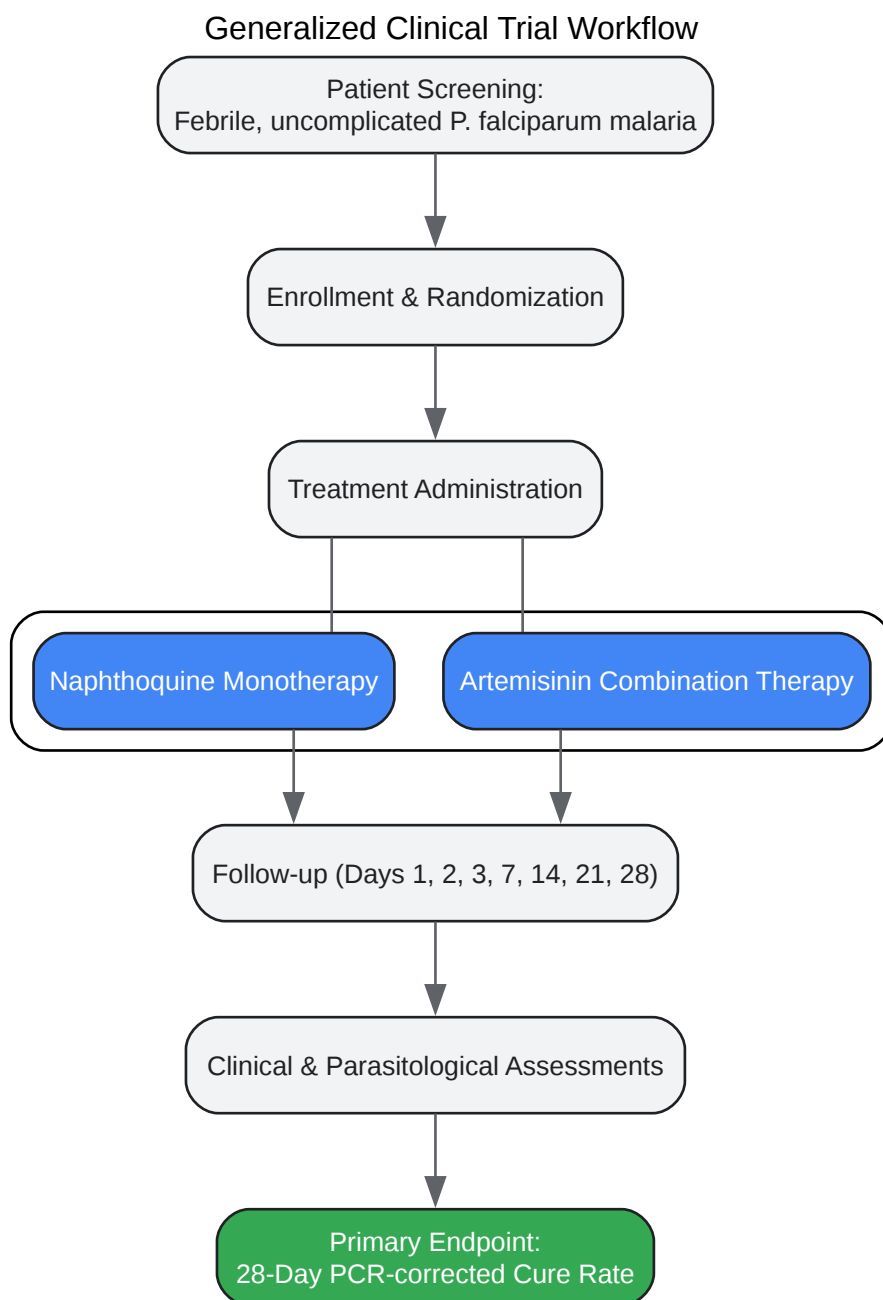 Generalized Clinical Trial Workflow
Patient Screening:
Febrile, uncomplicated P. falciparum malaria
Enrollment & Randomization
Treatment Administration
Naphthoquine Monotherapy
Artemisinin Combination Therapy
Follow-up (Days 1, 2, 3, 7, 14, 21, 28)
Clinical & Parasitological Assessments
Primary Endpoint:
28-Day PCR-corrected Cure Rate